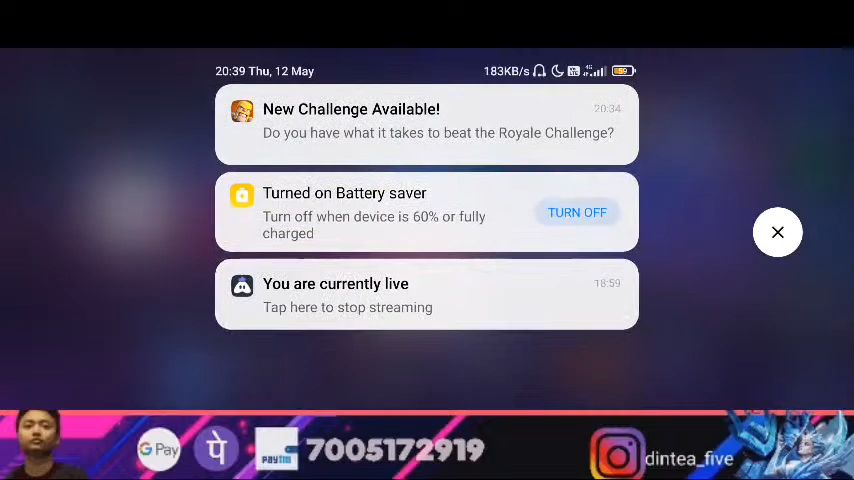 20:39 Thu, 12 May
183KB/s 4G 59
New Challenge Available!
20:34
Do you have what it takes to beat the Royale Challenge?
Turned on Battery saver
Turn off when device is 60% or fully
charged
TURN OFF
You are currently live
18:59
Tap here to stop streaming
G Pay
पे
paytm
7005172919
dintea_five